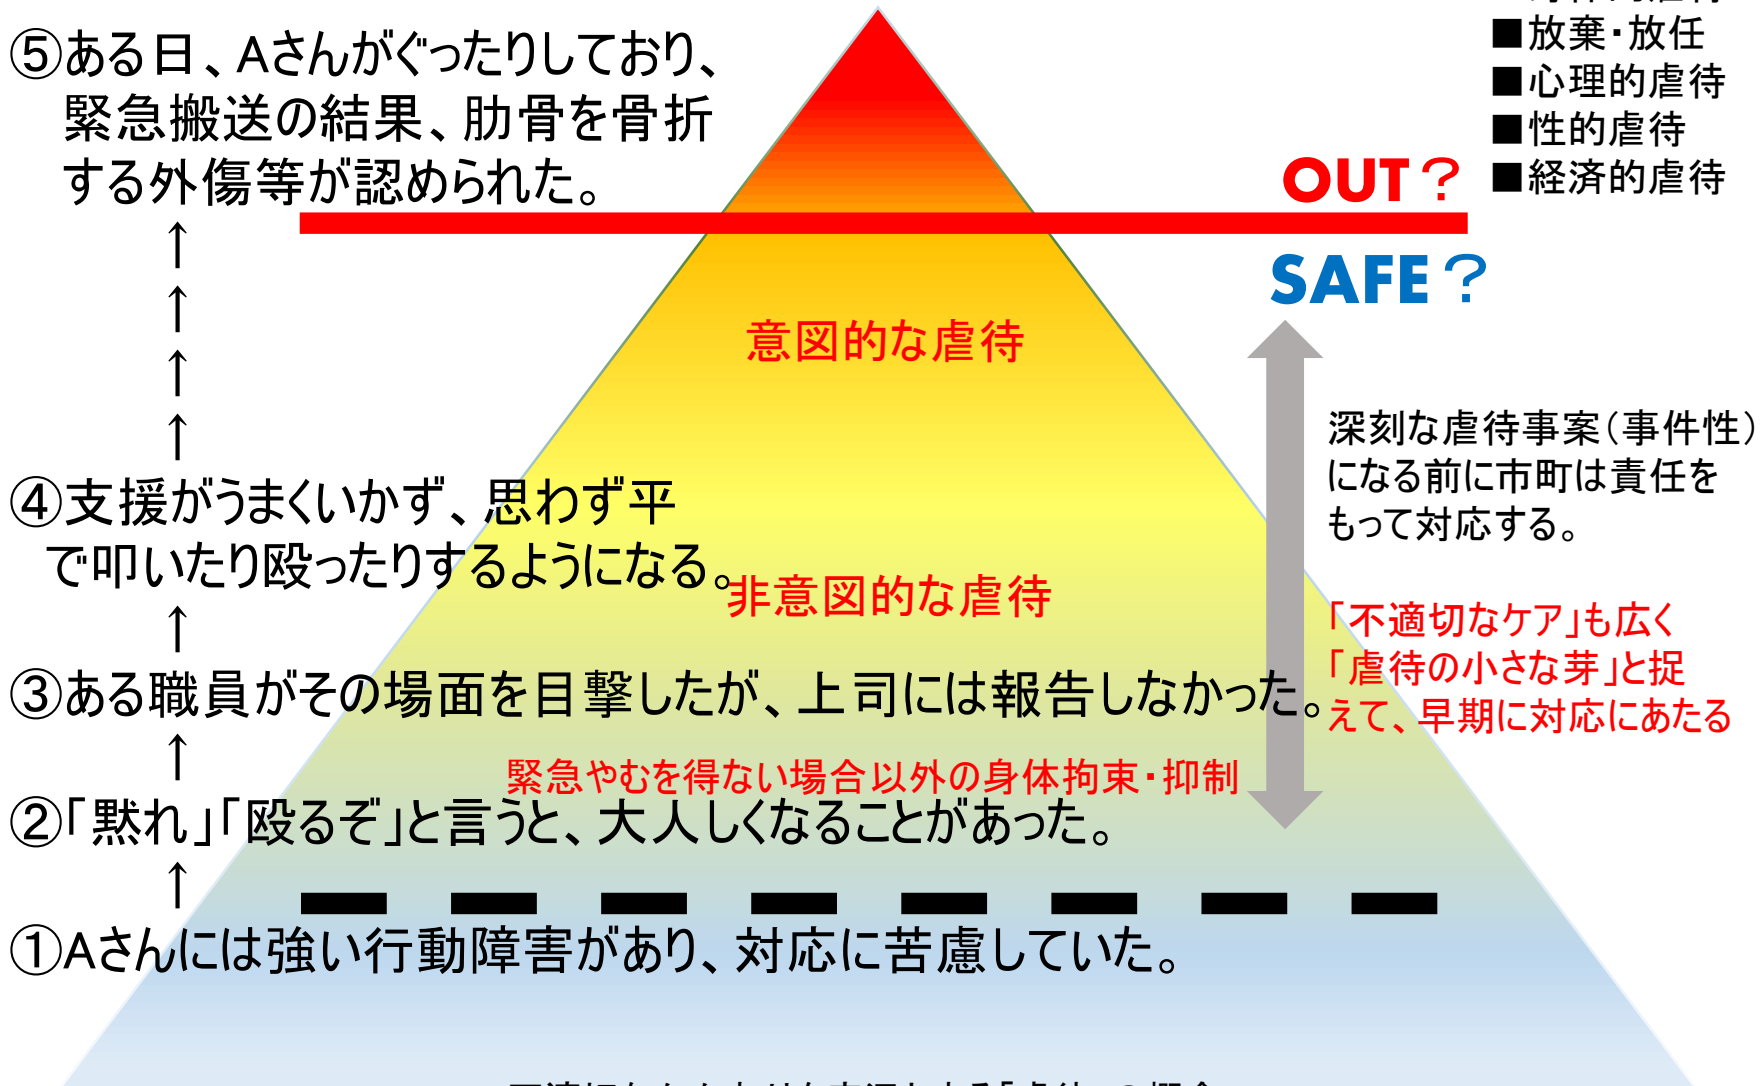 ⑤ある日、Aさんがぐったりしており、
緊急搬送の結果、肋骨を骨折
する外傷等が認められた。
↑
↑
↑
↑
④支援がうまくいかず、思わず平
で叩いたり殴ったりするようになる。
↑
③ある職員がその場面を目撃したが、上司には報告しなかった。
↑
②「黙れ」「殴るぞ」と言うと、大人しくなることがあった。
↑
①Aさんには強い行動障害があり、対応に苦慮していた。
■放棄・放任
■心理的虐待
■性的虐待
■経済的虐待
OUT？
SAFE？
意図的な虐待
非意図的な虐待
緊急やむを得ない場合以外の身体拘束・抑制
深刻な虐待事案（事件性）
になる前に市町は責任を
もって対応する。
「不適切なケア」も広く
「虐待の小さな芽」と捉
えて、早期に対応にあたる